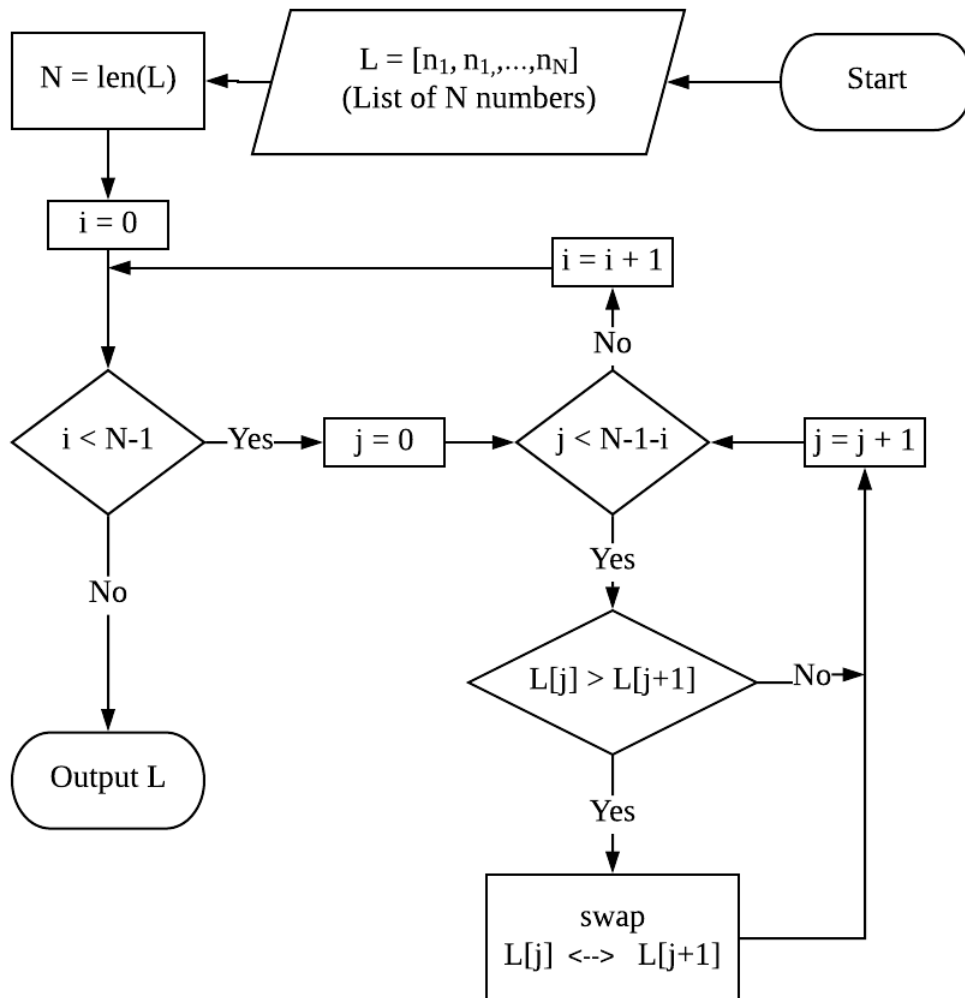 Start
L = [n₁, n₁,,...,n_N]
(List of N numbers)
N = len(L)
i = 0
i = i + 1
No
i < N-1
Yes
j = 0
j < N-1-i
j = j + 1
Yes
No
L[j] > L[j+1]
No
Output L
Yes
swap
L[j] <--> L[j+1]